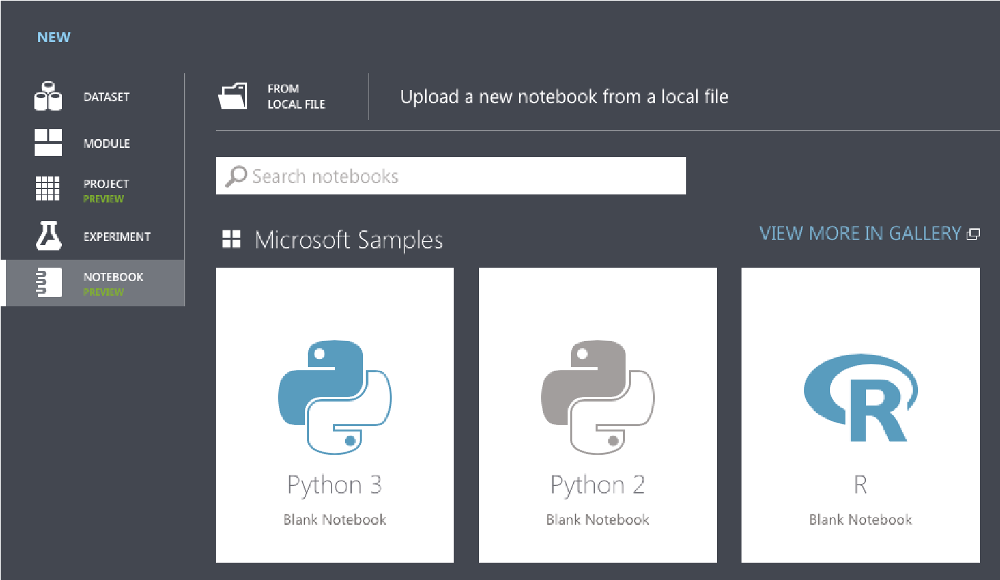 NEW
DATASET
MODULE
PROJECT
PREVIEW
EXPERIMENT
NOTEBOOK
PREVIEW
FROM
LOCAL FILE
Upload a new notebook from a local file
Search notebooks
Microsoft Samples
VIEW MORE IN GALLERY
Python 3
Blank Notebook
Python 2
Blank Notebook
R
R
Blank Notebook